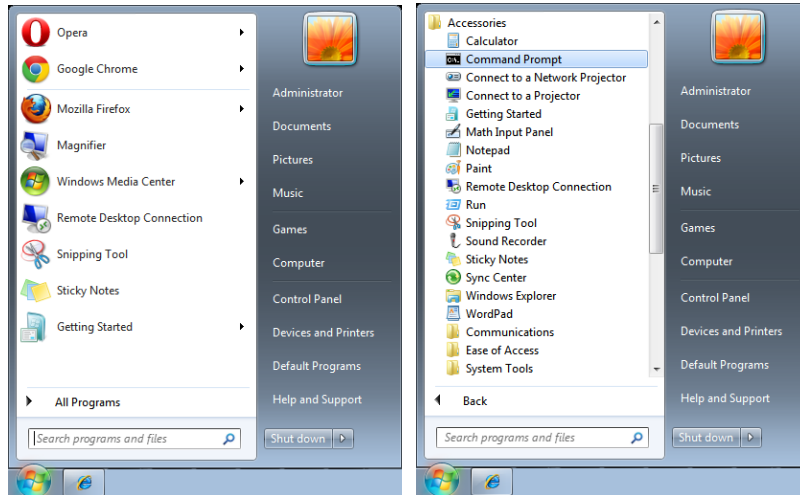 Opera
Google Chrome
Mozilla Firefox
Magnifier
Windows Media Center
Remote Desktop Connection
Snipping Tool
Sticky Notes
Getting Started
All Programs
Search programs and files
Administrator
Documents
Pictures
Music
Games
Computer
Control Panel
Devices and Printers
Default Programs
Help and Support
Shut down
Accessories
Calculator
Command Prompt
Connect to a Network Projector
Connect to a Projector
Getting Started
Math Input Panel
Notepad
Paint
Remote Desktop Connection
Run
Snipping Tool
Sound Recorder
Sticky Notes
Sync Center
Windows Explorer
WordPad
Communications
Ease of Access
System Tools
Back
Search programs and files
Administrator
Documents
Pictures
Music
Games
Computer
Control Panel
Devices and Printers
Default Programs
Help and Support
Shut down